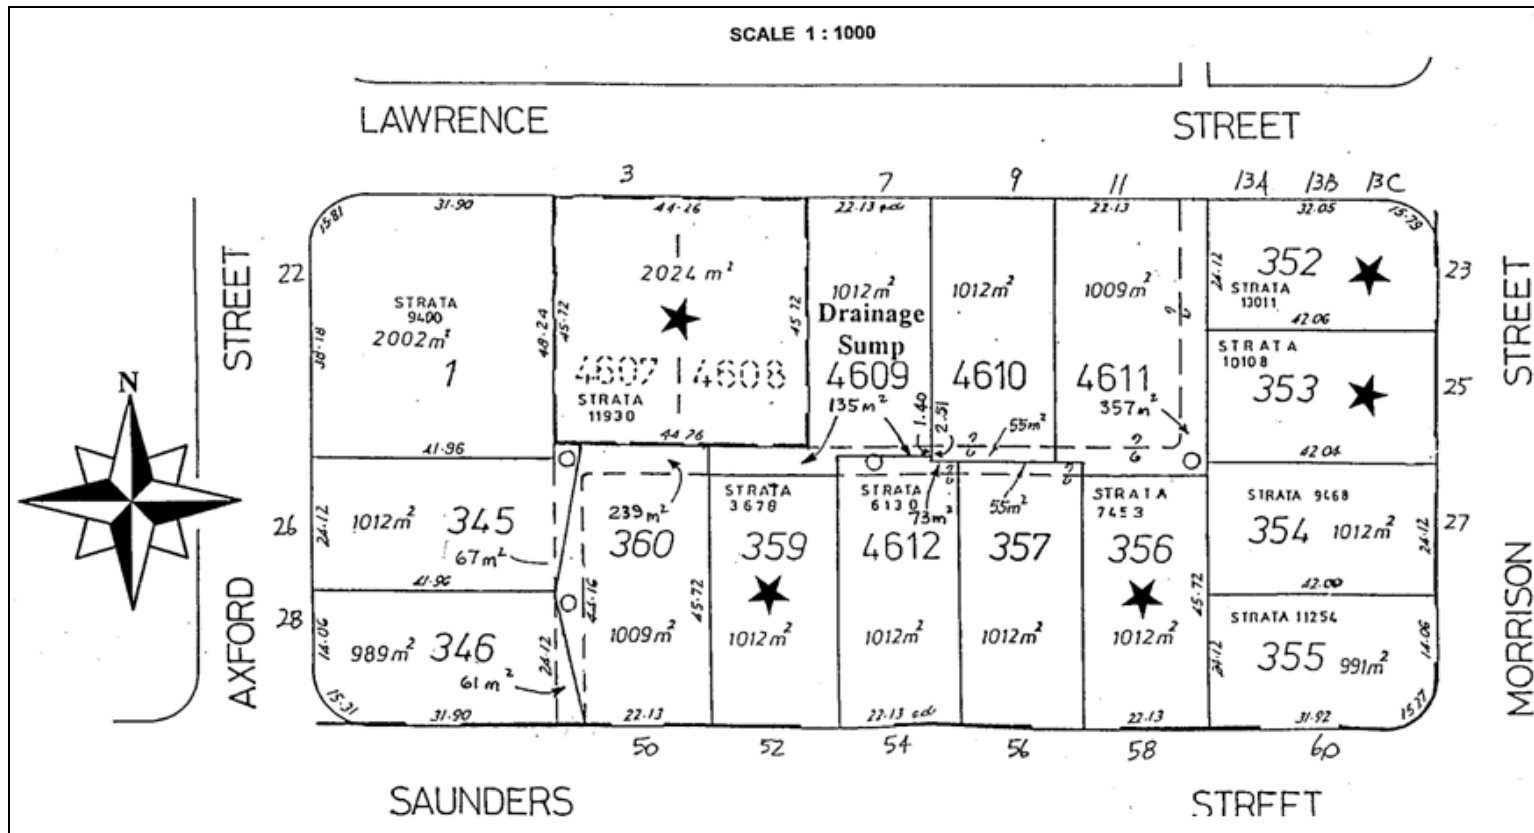 SCALE 1 : 1000
LAWRENCE
STREET
3
7
9
11
13A
13B
13C
15.81
31.90
44.26
22.13 ed
22.13
32.05
15.79
STREET
22
STRATA
9400
2002m²
1
38.18
48.24
45.72
2024 m²
45.72
4607
4608
STRATA
11930
44.26
1012m²
Drainage
Sump
4609
135m²
1.40
2.51
1012m²
4610
55m²
1009m²
4611
357m²
24.12
352
STRATA
13011
23
42.06
STRATA
10108
353
25
STREET
42.04
41.96
N
26
24.12
1012m²
345
67m²
41.96
239m²
360
44.16
45.72
1009m²
STRATA
3678
359
1012m²
STRATA
6130
73m²
4612
1012m²
55m²
357
1012m²
STRATA
7453
356
1012m²
45.72
STRATA 9468
354
1012m²
24.12
27
42.00
AXFORD
28
14.06
989m²
346
24.12
61m²
15.31
31.90
22.13
22.13 ed
22.13
STRATA 11254
355
991m²
24.12
14.06
31.92
15.27
MORRISON
50
52
54
56
58
60
SAUNDERS
STREET